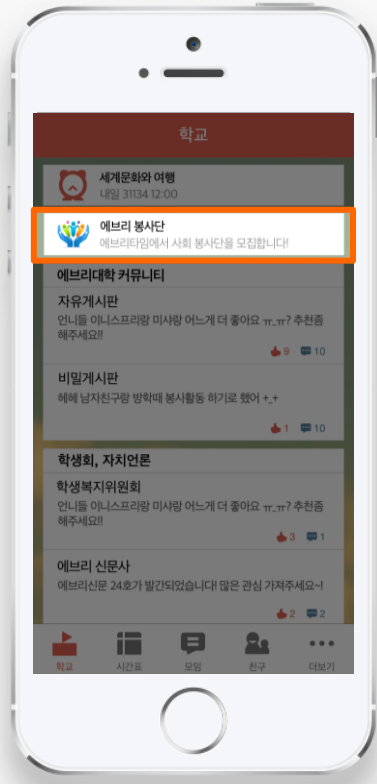 학교
세계문화와 여행
내일 31134 12:00
에브리 봉사단
에브리타임에서 사회 봉사단을 모집합니다!
에브리대학 커뮤니티
자유게시판
언니들 이니스프리랑 미샤랑 어느게 더 좋아요 ㅠ_ㅠ? 추천좀
해주세요!!
9 10
비밀게시판
헤헤 남자친구랑 방학때 봉사활동 하기로 했어 +_+
1 10
학생회, 자치언론
학생복지위원회
언니들 이니스프리랑 미샤랑 어느게 더 좋아요 ㅠ_ㅠ? 추천좀
해주세요!!
3 1
에브리 신문사
에브리신문 24호가 발간되었습니다! 많은 관심 가져주세요~!
2 2
학교 시간표 모임 친구 더보기